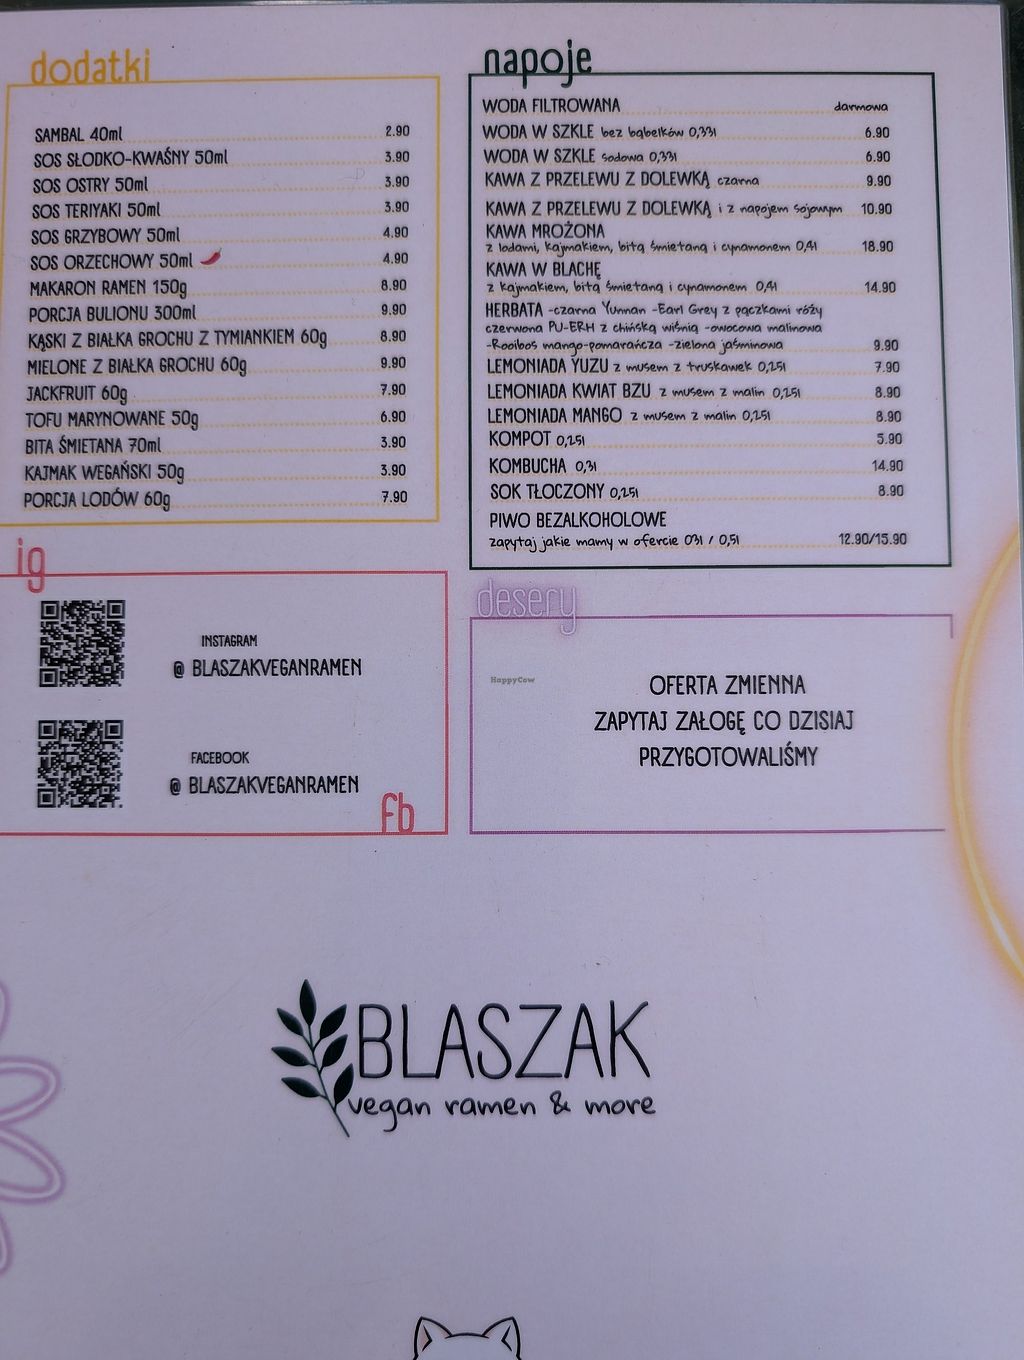 dodatki
SAMBAL 40ml 2.90
SOS SŁODKO-KWAŚNY 50ml 3.90
SOS OSTRY 50ml 3.90
SOS TERIYAKI 50ml 3.90
SOS GRZYBOWY 50ml 4.90
SOS ORZECHOWY 50ml 4.90
MAKARON RAMEN 150g 8.90
PORCJA BULIONU 300ml 9.90
KĄSKI Z BIAŁKA GROCHU Z TYMIANKIEM 60g 8.90
MIELONE Z BIAŁKA GROCHU 60g 9.90
JACKFRUIT 60g 7.90
TOFU MARYNOWANE 50g 6.90
BITA ŚMIETANA 70ml 3.90
KAJMAK WEGAŃSKI 50g 3.90
PORCJA LODÓW 60g 7.90
napoje
WODA FILTROWANA darmowa
WODA W SZKLE bez bąbelków 0,33l 6.90
WODA W SZKLE sodowa 0,33l 6.90
KAWA Z PRZELEWU Z DOLEWKĄ czarna 9.90
KAWA Z PRZELEWU Z DOLEWKĄ i z napojem sojowym 10.90
KAWA MROŻONA
z lodami, kajmakiem, bitą śmietaną i cynamonem 0,4l 18.90
KAWA W BLACHĘ
z kajmakiem, bitą śmietaną i cynamonem 0,4l 14.90
HERBATA -czarna Yunnan -Earl Grey z pączkami róży
czerwona PU-ERH z chińską wiśnią -owocowa malinowa
-Rooibos mango-pomarańcza -zielona jaśminowa 9.90
LEMONIADA YUZU z musem z truskawek 0,25l 7.90
LEMONIADA KWIAT BZU z musem z malin 0,25l 8.90
LEMONIADA MANGO z musem z malin 0,25l 8.90
KOMPOT 0,25l 5.90
KOMBUCHA 0,3l 14.90
SOK TŁOCZONY 0,25l 8.90
PIWO BEZALKOHOLOWE
zapytaj jakie mamy w ofercie 03l / 0,5l 12.90/15.90
ig
INSTAGRAM
@ BLASZAKVEGANRAMEN
FACEBOOK
@ BLASZAKVEGANRAMEN
fb
desery
HappyCow
OFERTA ZMIENNA
ZAPYTAJ ZAŁOGĘ CO DZISIAJ
PRZYGOTOWALIŚMY
BLASZAK
vegan ramen & more